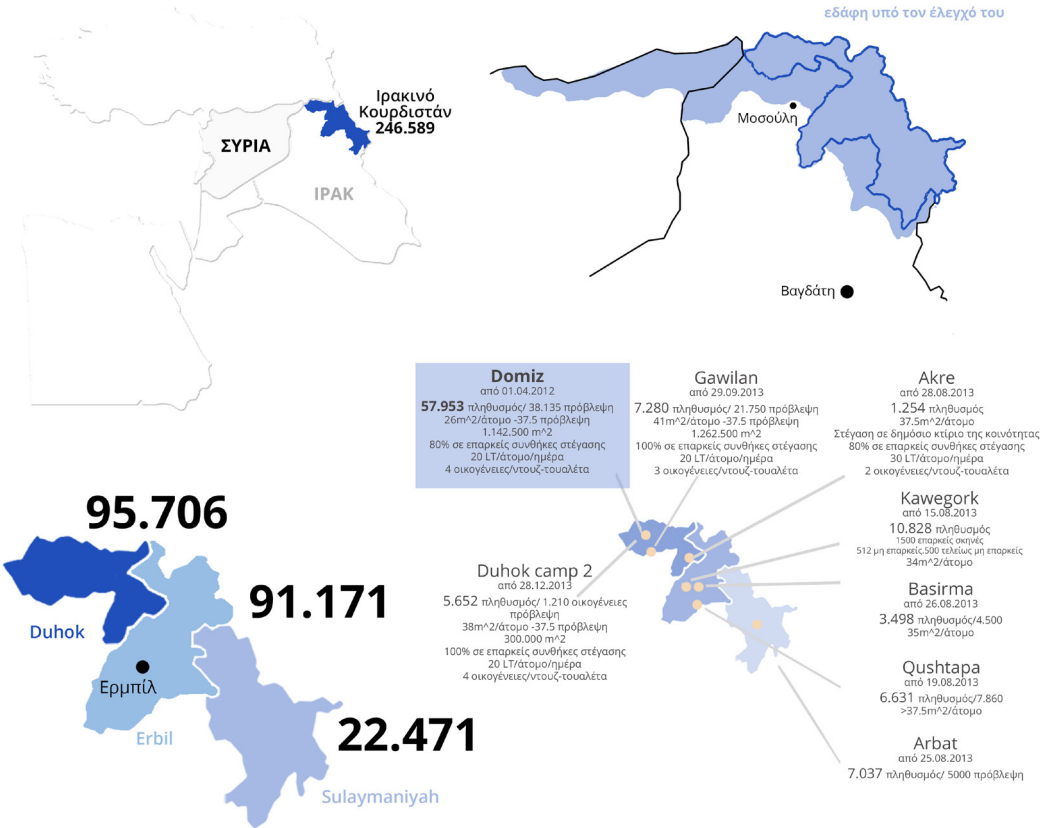 εδάφη υπό τον έλεγχό του
Ιρακινό
Κουρδιστάν
246.589
ΣΥΡΙΑ
ΙΡΑΚ
Μοσούλη
Βαγδάτη
Domiz
από 01.04.2012
57.953 πληθυσμός/ 38.135 πρόβλεψη
26m^2/άτομο -37.5 πρόβλεψη
1.142.500 m^2
80% σε επαρκείς συνθήκες στέγασης
20 LT/άτομο/ημέρα
4 οικογένειες/ντουζ-τουαλέτα
Gawilan
από 29.09.2013
7.280 πληθυσμός/ 21.750 πρόβλεψη
41m^2/άτομο -37.5 πρόβλεψη
1.262.500 m^2
100% σε επαρκείς συνθήκες στέγασης
20 LT/άτομο/ημέρα
3 οικογένειες/ντουζ-τουαλέτα
Akre
από 28.08.2013
1.254 πληθυσμός
37.5m^2/άτομο
Στέγαση σε δημόσιο κτίριο της κοινότητας
80% σε επαρκείς συνθήκες στέγασης
30 LT/άτομο/ημέρα
2 οικογένειες/ντουζ-τουαλέτα
Kawegork
από 15.08.2013
10.828 πληθυσμός
1500 επαρκείς σκηνές
512 μη επαρκείς.500 τελείως μη επαρκείς
34m^2/άτομο
Basirma
από 26.08.2013
3.498 πληθυσμός/4.500
35m^2/άτομο
Qushtapa
από 19.08.2013
6.631 πληθυσμός/7.860
>37.5m^2/άτομο
Arbat
από 25.08.2013
7.037 πληθυσμός/ 5000 πρόβλεψη
Duhok camp 2
από 28.12.2013
5.652 πληθυσμός/ 1.210 οικογένειες
πρόβλεψη
38m^2/άτομο -37.5 πρόβλεψη
300.000 m^2
100% σε επαρκείς συνθήκες στέγασης
20 LT/άτομο/ημέρα
4 οικογένειες/ντουζ-τουαλέτα
95.706
91.171
22.471
Duhok
Ερμπίλ
Erbil
Sulaymaniyah